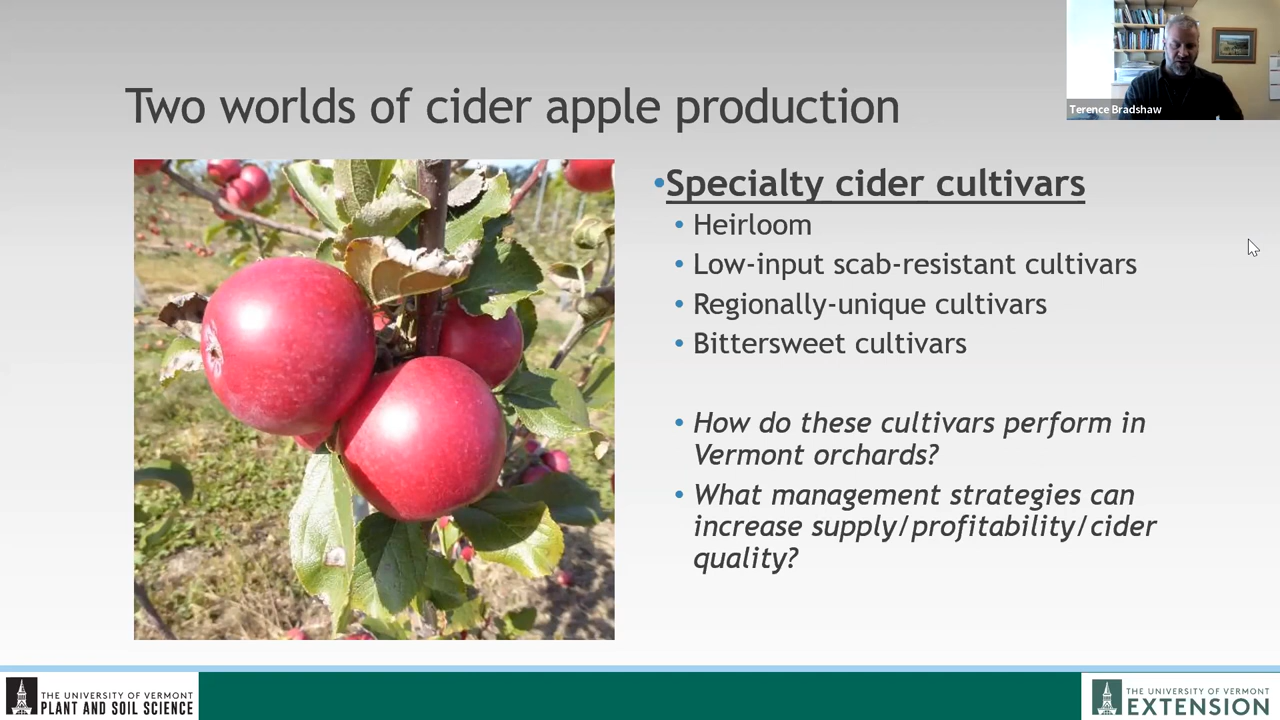 Two worlds of cider apple production
Terence Bradshaw
•Specialty cider cultivars
• Heirloom
• Low-input scab-resistant cultivars
• Regionally-unique cultivars
• Bittersweet cultivars
• How do these cultivars perform in
Vermont orchards?
• What management strategies can
increase supply/profitability/cider
quality?
THE UNIVERSITY OF VERMONT
PLANT AND SOIL SCIENCE
THE UNIVERSITY OF VERMONT
EXTENSION